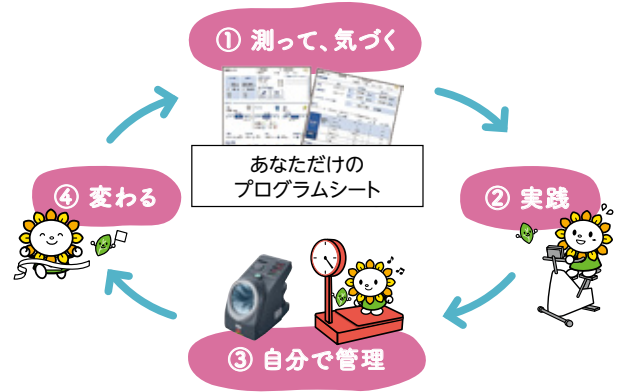 ① 測って、気づく
あなただけの
プログラムシート
② 実践
③ 自分で管理
④ 変わる